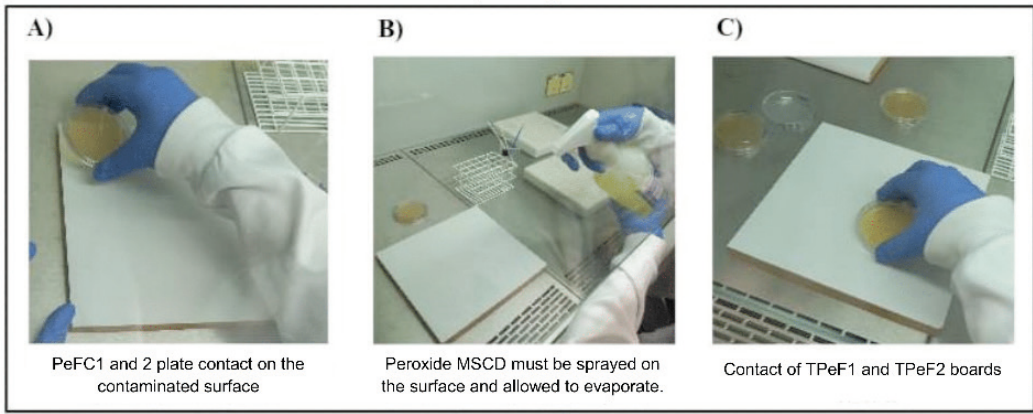 A)
B)
C)
PeFC1 and 2 plate contact on the
contaminated surface
Peroxide MSCD must be sprayed on
the surface and allowed to evaporate.
Contact of TPeF1 and TPeF2 boards